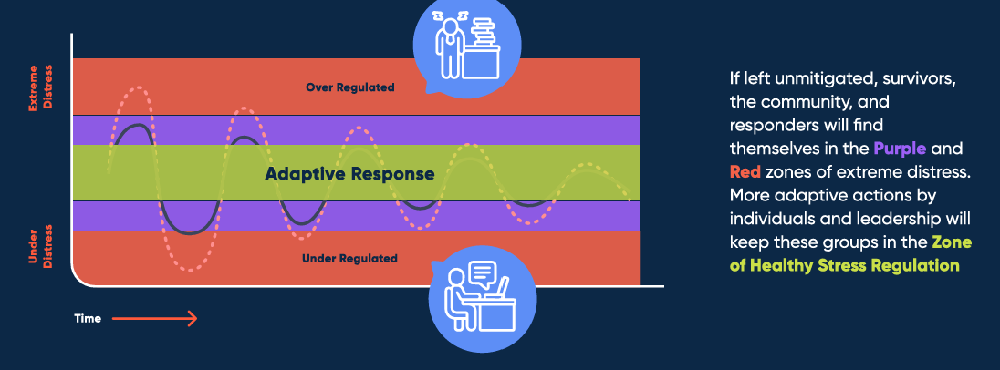 Extreme
Distress
Over Regulated
Adaptive Response
Under
Distress
Under Regulated
Time
If left unmitigated, survivors,
the community, and
responders will find
themselves in the Purple and
Red zones of extreme distress.
More adaptive actions by
individuals and leadership will
keep these groups in the Zone
of Healthy Stress Regulation